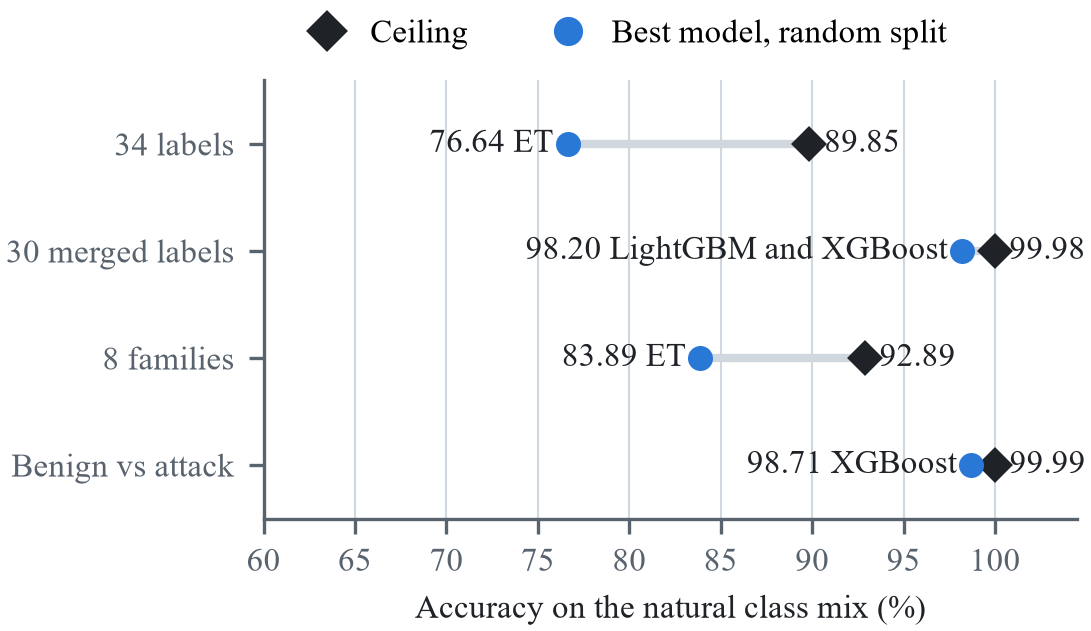 Ceiling Best model, random split
34 labels 76.64 ET 89.85
30 merged labels 98.20 LightGBM and XGBoost 99.98
8 families 83.89 ET 92.89
Benign vs attack 98.71 XGBoost 99.99
60 65 70 75 80 85 90 95 100
Accuracy on the natural class mix (%)